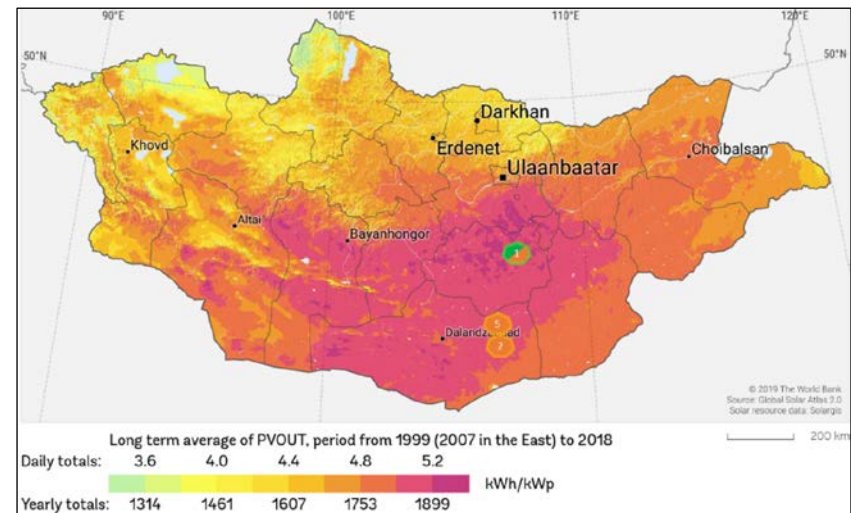 90°E 100°E 110°E 120°E
50°N 50°N
Darkhan
Khovd
Erdenet
Choibalsan
Ulaanbaatar
Altai
Bayanhongor
1
5
Dalandz
© 2019 The World Bank
Source: Global Solar Atlas 2.0
Solar resource data: Solargis
Long term average of PVOUT, period from 1999 (2007 in the East) to 2018
200 km
Daily totals: 3.6 4.0 4.4 4.8 5.2
kWh/kWp
Yearly totals: 1314 1461 1607 1753 1899